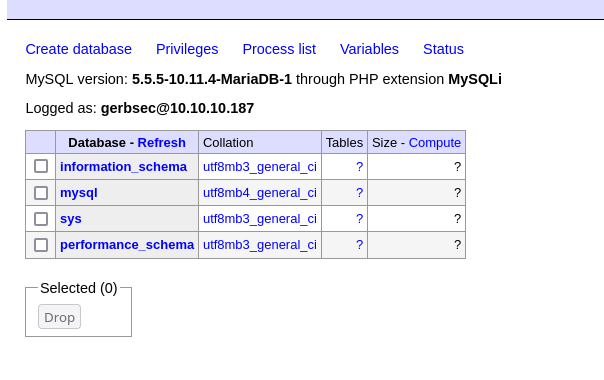 Create database Privileges Process list Variables Status
MySQL version: 5.5.5-10.11.4-MariaDB-1 through PHP extension MySQLi
Logged as: gerbsec@10.10.10.187
Database - Refresh Collation Tables Size - Compute
information_schema utf8mb3_general_ci ? ?
mysql utf8mb4_general_ci ? ?
sys utf8mb3_general_ci ? ?
performance_schema utf8mb3_general_ci ? ?
Selected (0)
Drop